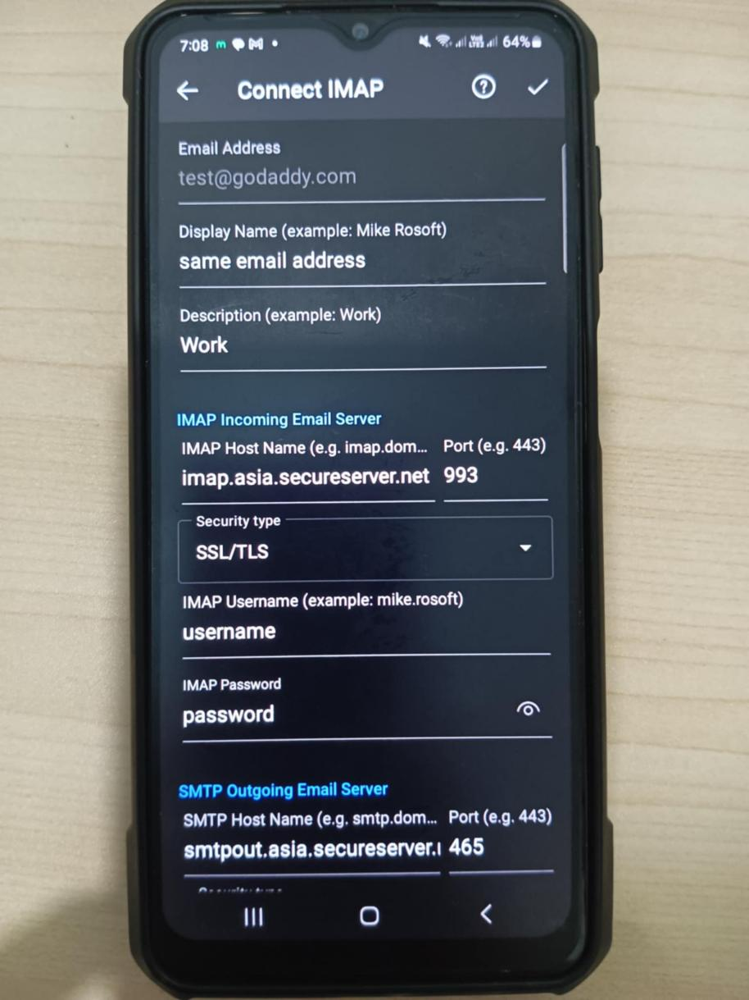 7:08 64%
Connect IMAP
Email Address
test@godaddy.com
Display Name (example: Mike Rosoft)
same email address
Description (example: Work)
Work
IMAP Incoming Email Server
IMAP Host Name (e.g. imap.dom... Port (e.g. 443)
imap.asia.secureserver.net 993
Security type
SSL/TLS
IMAP Username (example: mike.rosoft)
username
IMAP Password
password
SMTP Outgoing Email Server
SMTP Host Name (e.g. smtp.dom... Port (e.g. 443)
smtpout.asia.secureserver. 465